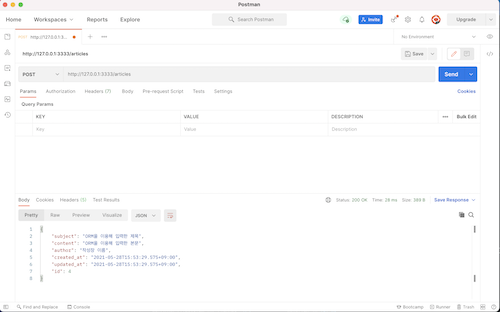 Postman
Home Workspaces Reports Explore Search Postman Invite Upgrade
http://127.0.0.1:3... No Environment
http://127.0.0.1:3333/articles Save
POST http://127.0.0.1:3333/articles Send
Params Authorization Headers (7) Body Pre-request Script Tests Settings Cookies
Query Params
KEY VALUE DESCRIPTION Bulk Edit
Key Value Description
Body Cookies Headers (1) Test Results Status: 200 OK Time: 28 ms Size: 389 B Save Response
Pretty Raw Preview Visualize JSON
1 {
2 "subject": "ORM을 이용해 입력한 제목",
3 "content": "ORM을 이용해 입력한 본문",
4 "author": "작성자 이름",
5 "created_at": "2021-05-28T15:53:29.575+09:00",
6 "updated_at": "2021-05-28T15:53:29.575+09:00",
7 "id": 4
8 }
Find and Replace Console Bootcamp Runner Trash